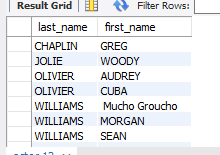 Result Grid Filter Rows:
last_name first_name
CHAPLIN GREG
JOLIE WOODY
OLIVIER AUDREY
OLIVIER CUBA
WILLIAMS Mucho Groucho
WILLIAMS MORGAN
WILLIAMS SEAN